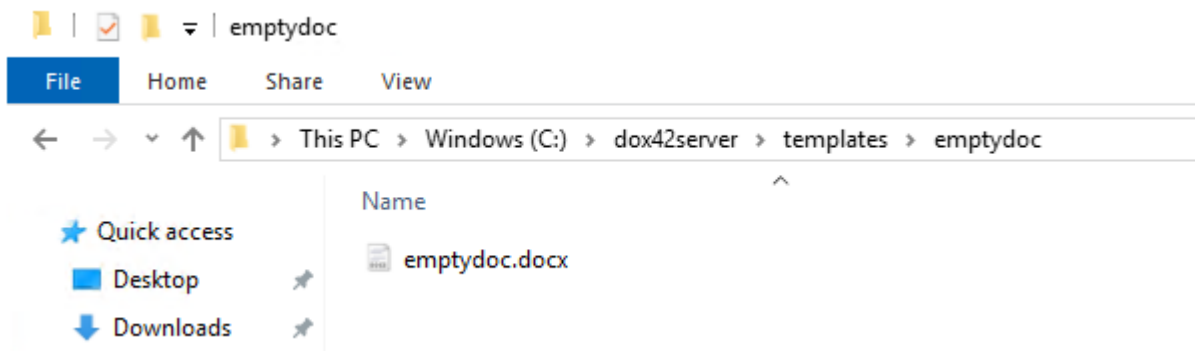 emptydoc
File Home Share View
This PC > Windows (C:) > dox42server > templates > emptydoc
Name
Quick access
emptydoc.docx
Desktop
Downloads